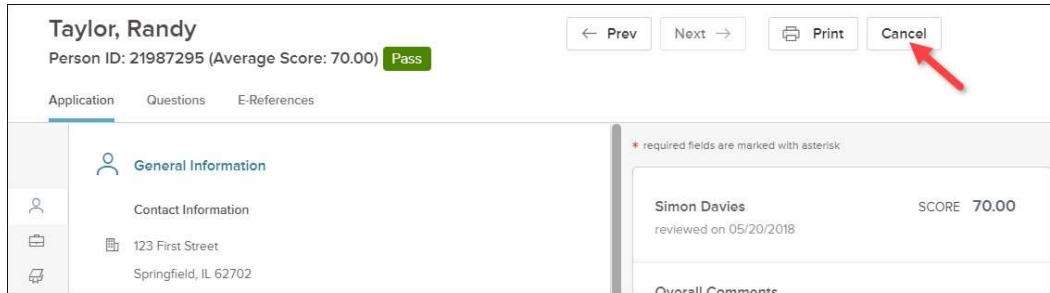 Taylor, Randy
Person ID: 21987295 (Average Score: 70.00) Pass
← Prev
Next →
Print
Cancel
Application
Questions
E-References
General Information
Contact Information
123 First Street
Springfield, IL 62702
* required fields are marked with asterisk
Simon Davies
SCORE 70.00
reviewed on 05/20/2018
Overall Comments